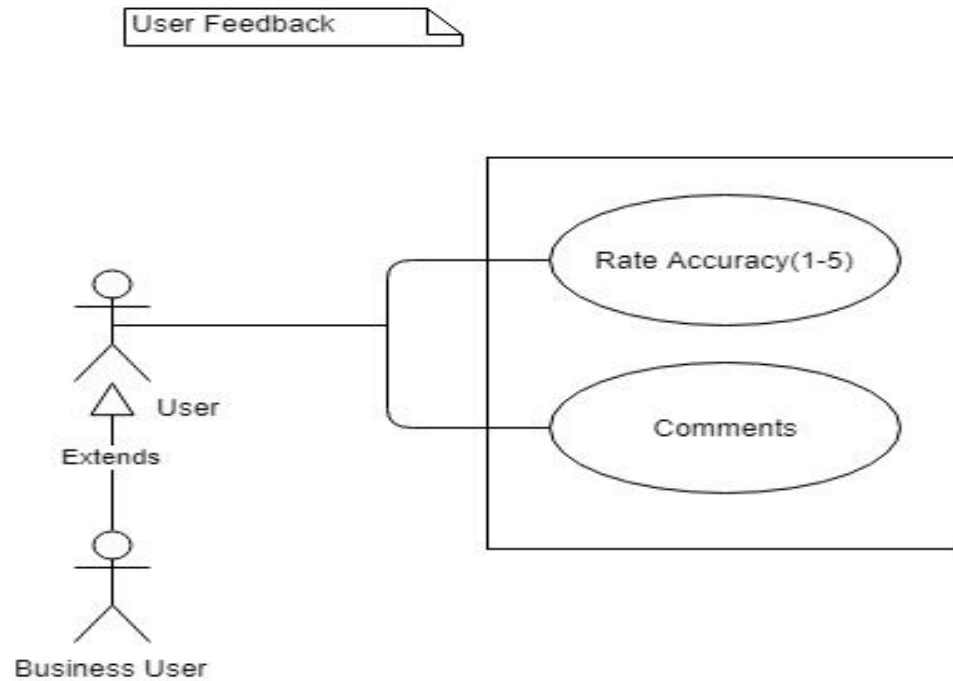 User Feedback
Rate Accuracy(1-5)
User
Comments
Extends
Business User